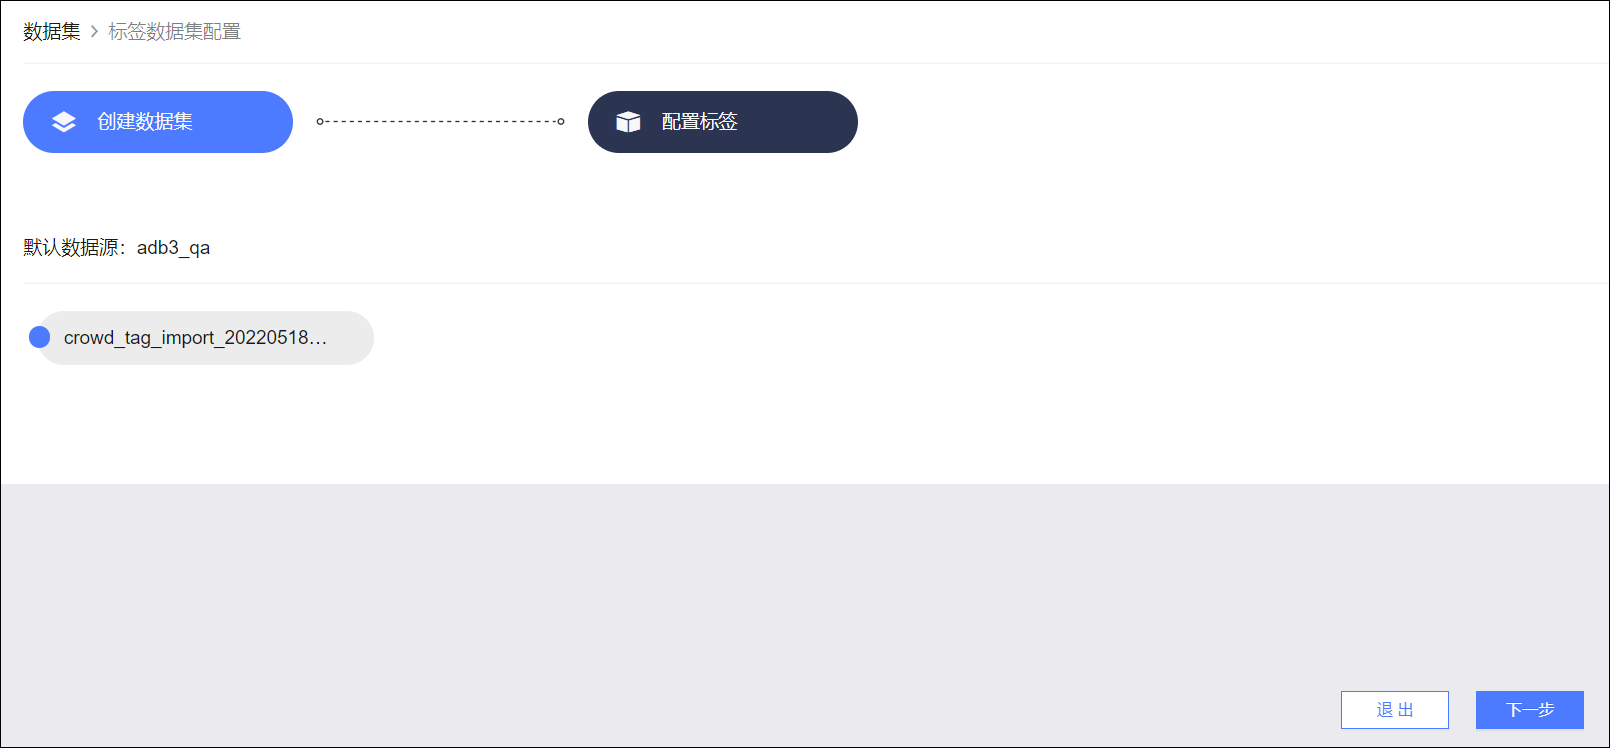 数据集 > 标签数据集配置
创建数据集
配置标签
默认数据源：adb3_qa
crowd_tag_import_20220518...
退 出
下一步